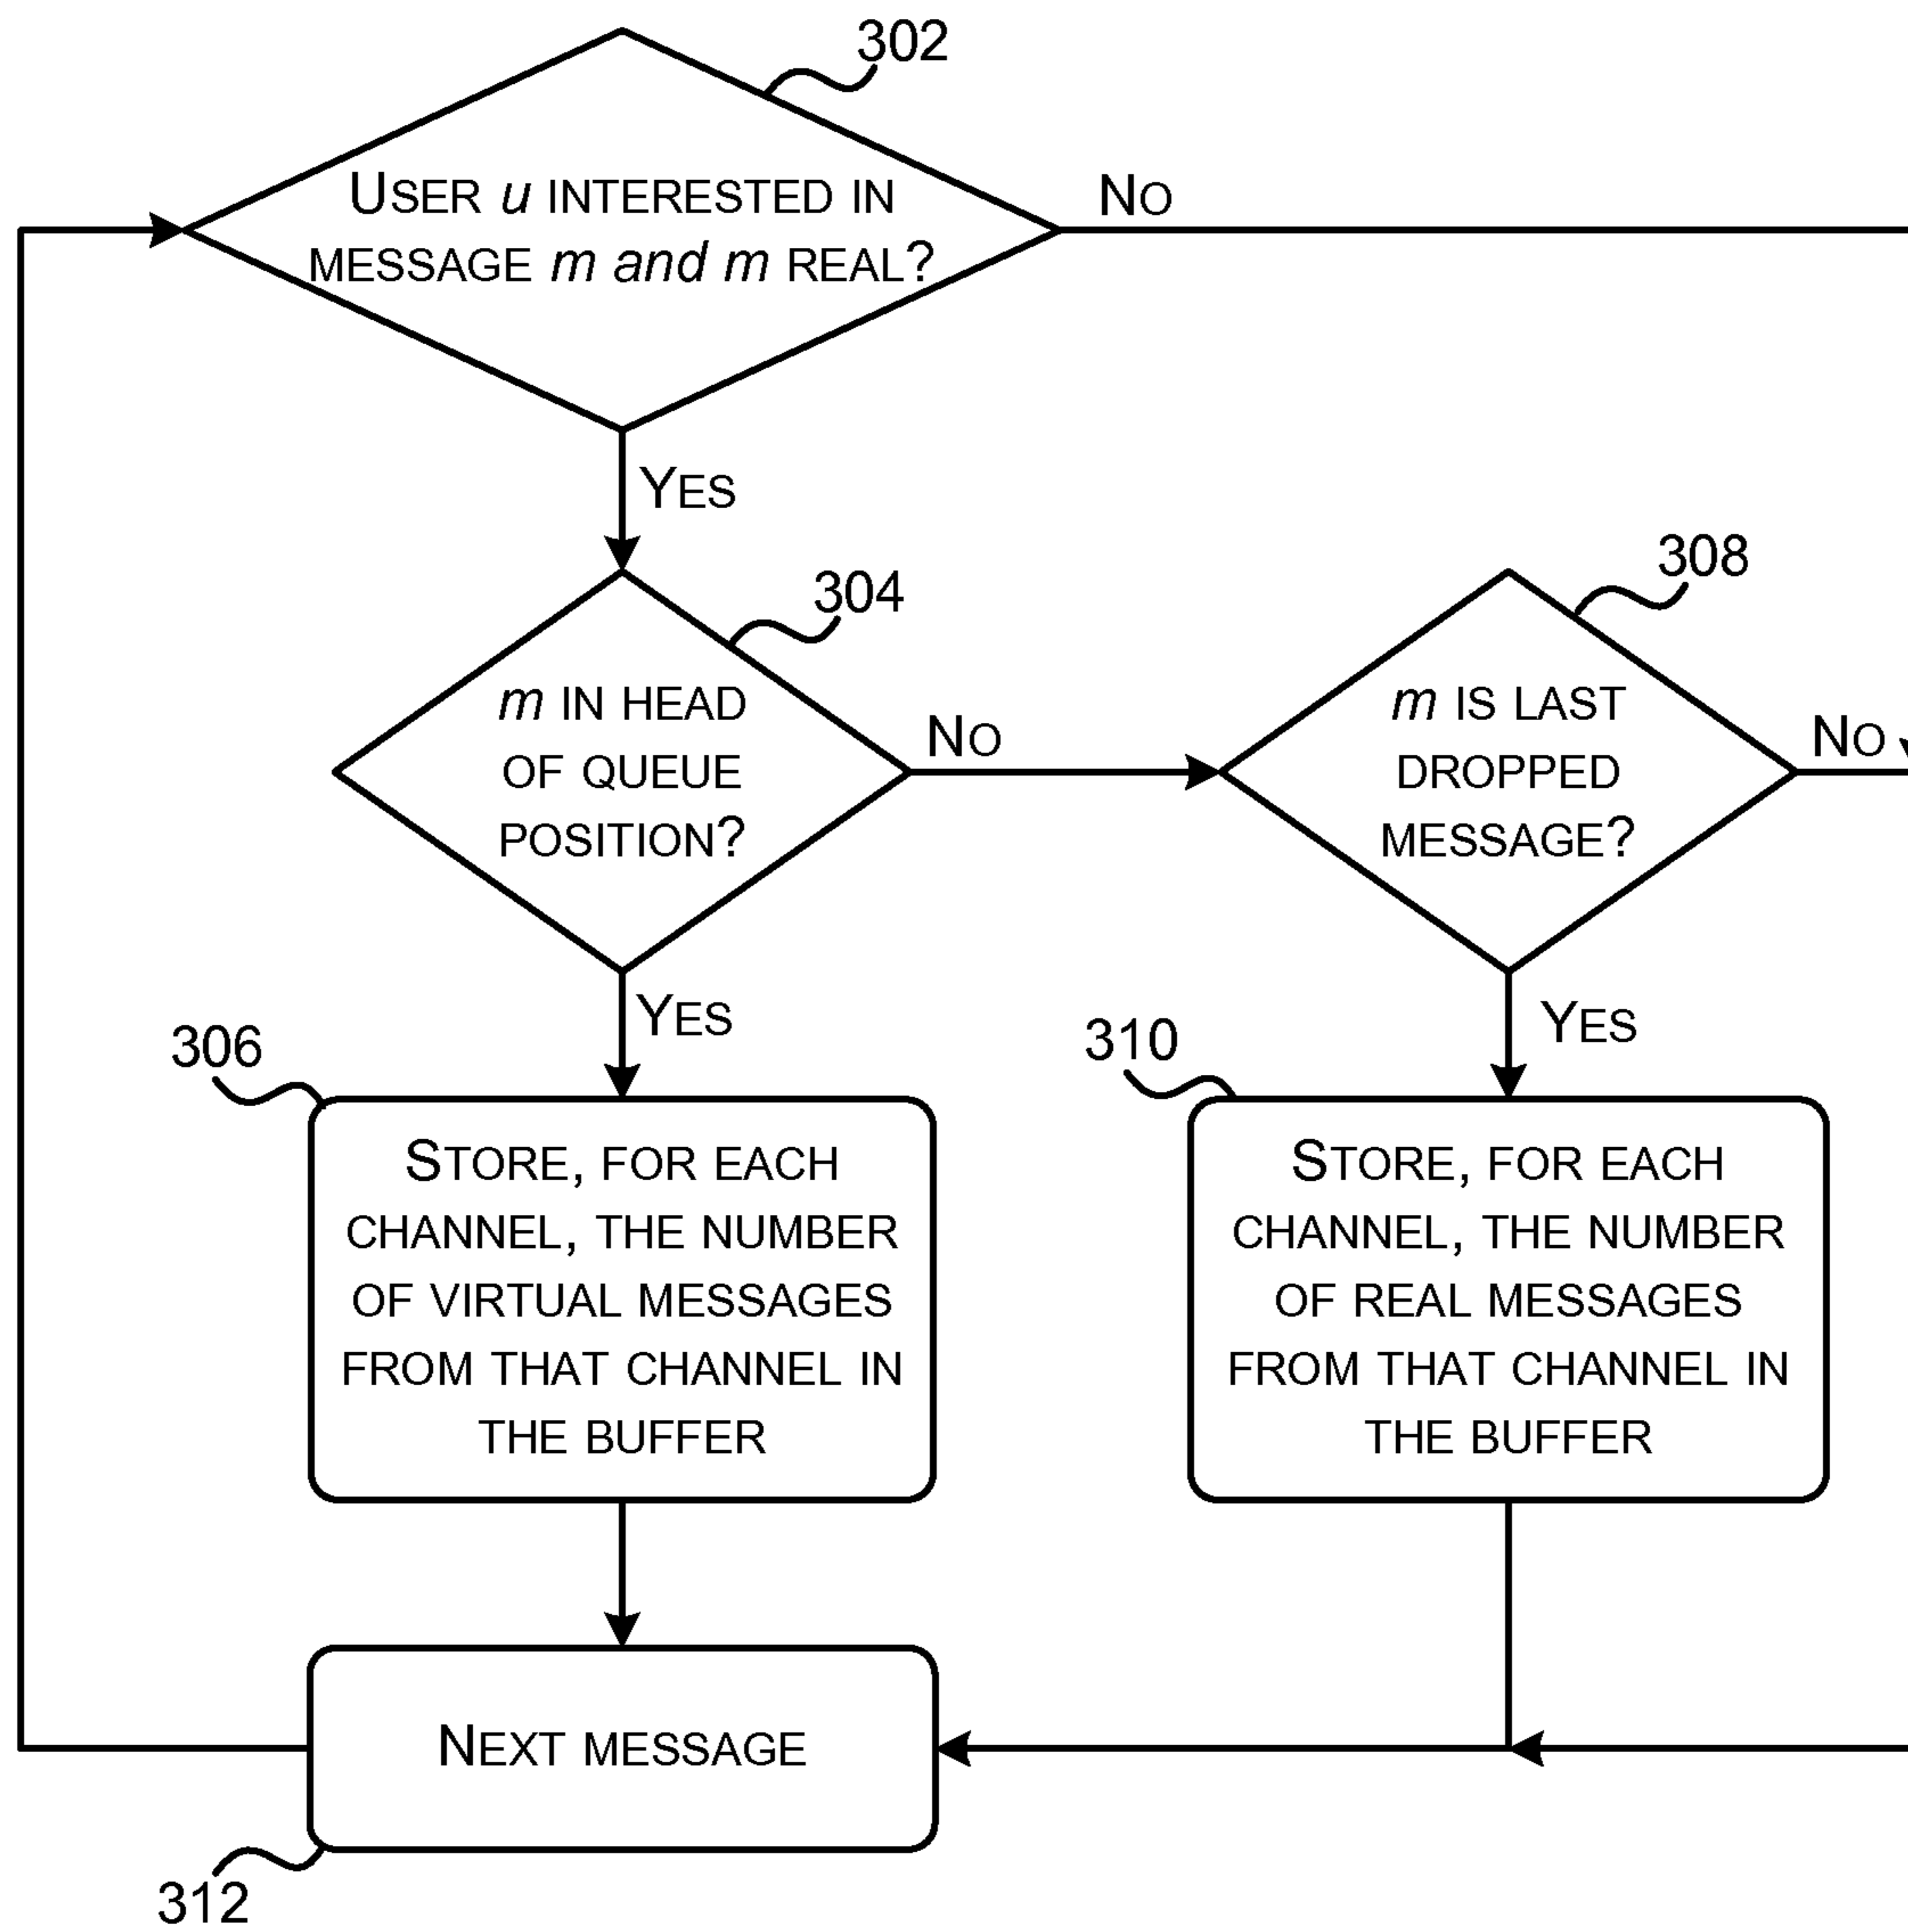 302
User u interested in
message m and m real?
No
Yes
304
m in head
of queue
position?
No
308
m is last
dropped
message?
No
Yes
Yes
306
Store, for each
channel, the number
of virtual messages
from that channel in
the buffer
310
Store, for each
channel, the number
of real messages
from that channel in
the buffer
Next message
312